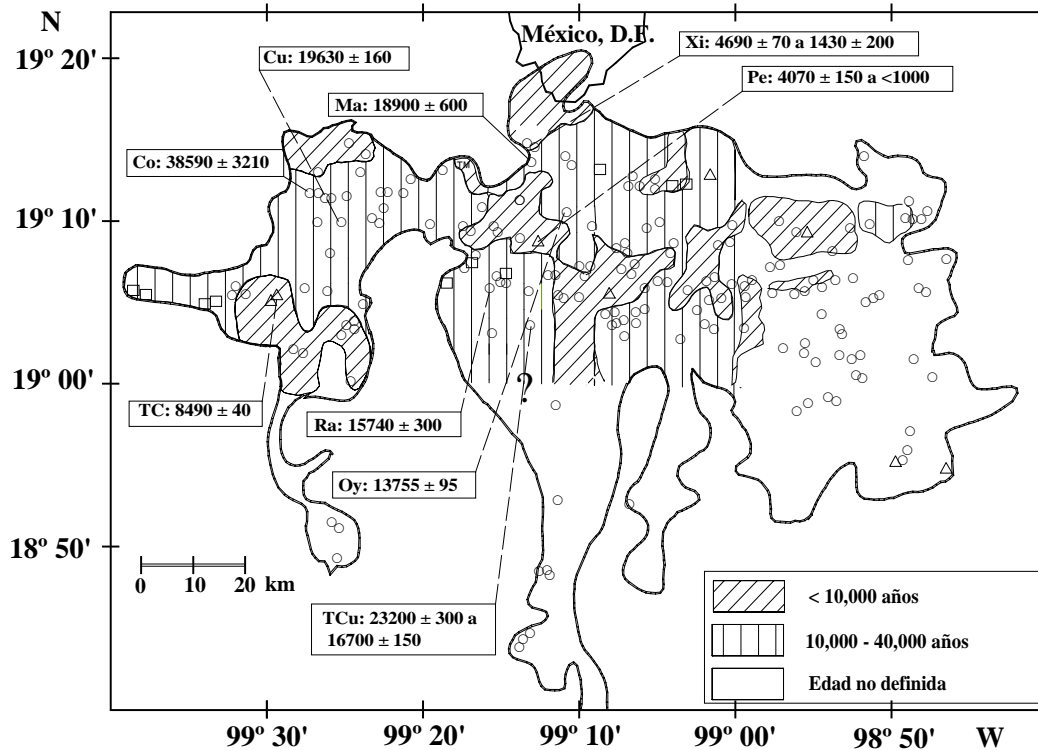 N
México, D.F.
19º 20'
Cu: 19630 ± 160
Xi: 4690 ± 70 a 1430 ± 200
Pe: 4070 ± 150 a <1000
Ma: 18900 ± 600
Co: 38590 ± 3210
TM
19º 10'
19º 00'
?
TC: 8490 ± 40
Ra: 15740 ± 300
Oy: 13755 ± 95
18º 50'
0 10 20 km
TCu: 23200 ± 300 a
16700 ± 150
< 10,000 años
10,000 - 40,000 años
Edad no definida
99º 30' 99º 20' 99º 10' 99º 00' 98º 50' W